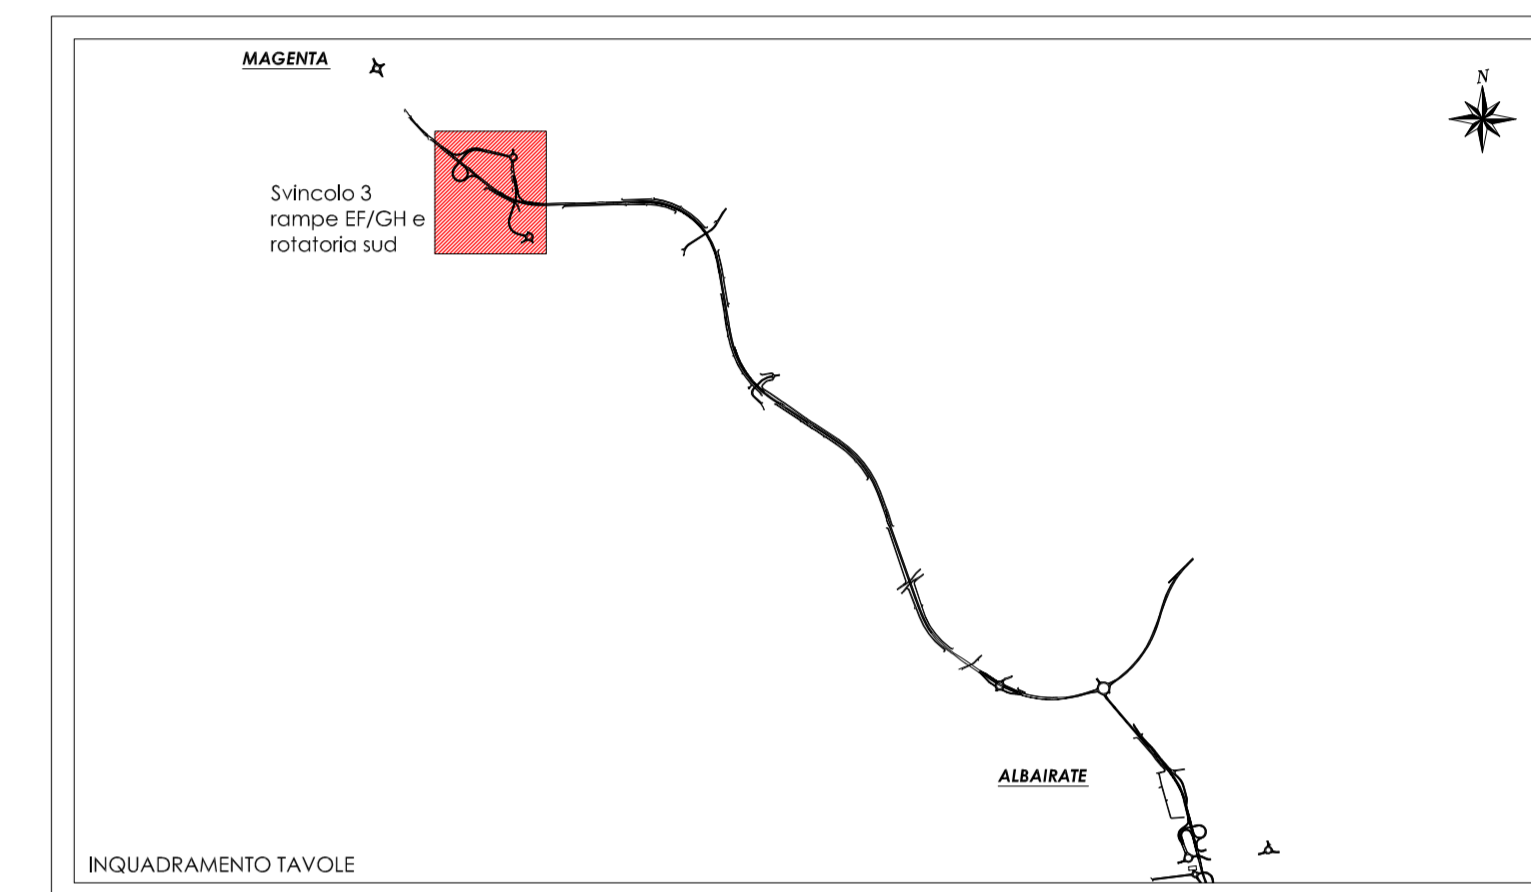 MAGENTA
N
Svincolo 3
rampe EF/GH e
rotatoria sud
ALBAIRATE
INQUADRAMENTO TAVOLE